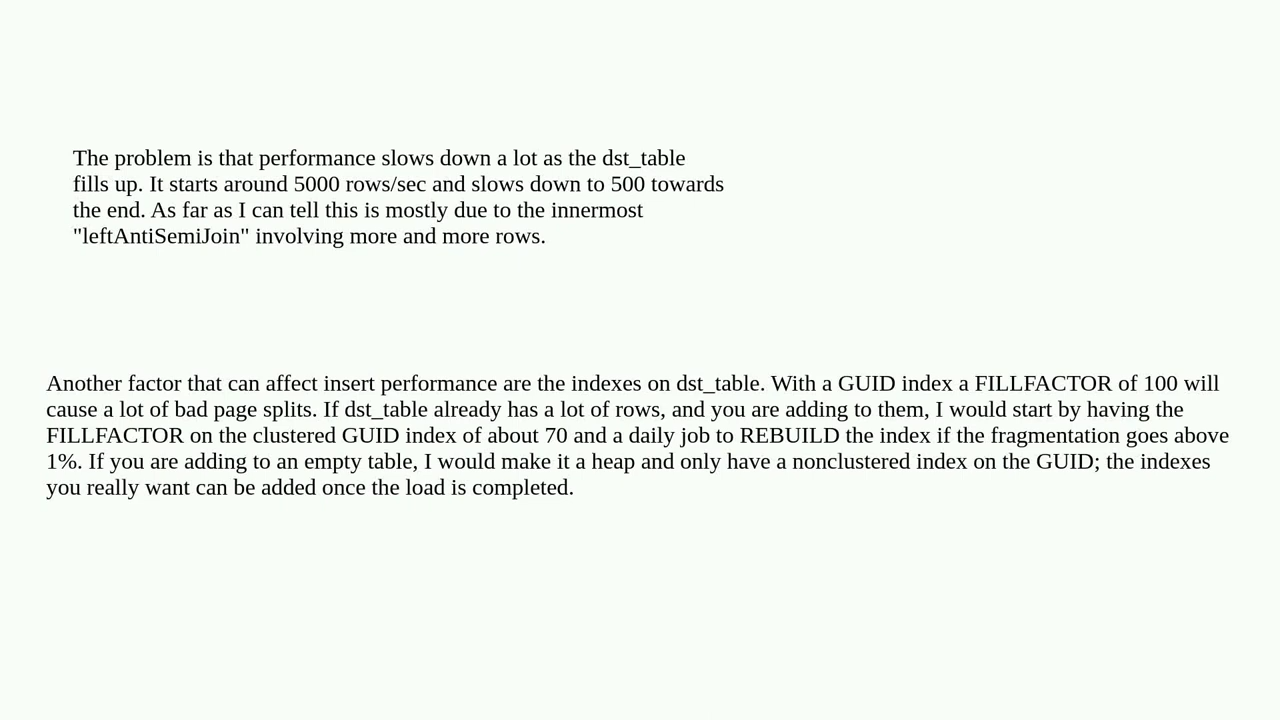 The problem is that performance slows down a lot as the dst_table
fills up. It starts around 5000 rows/sec and slows down to 500 towards
the end. As far as I can tell this is mostly due to the innermost
"leftAntiSemiJoin" involving more and more rows.
Another factor that can affect insert performance are the indexes on dst_table. With a GUID index a FILLFACTOR of 100 will
cause a lot of bad page splits. If dst_table already has a lot of rows, and you are adding to them, I would start by having the
FILLFACTOR on the clustered GUID index of about 70 and a daily job to REBUILD the index if the fragmentation goes above
1%. If you are adding to an empty table, I would make it a heap and only have a nonclustered index on the GUID; the indexes
you really want can be added once the load is completed.